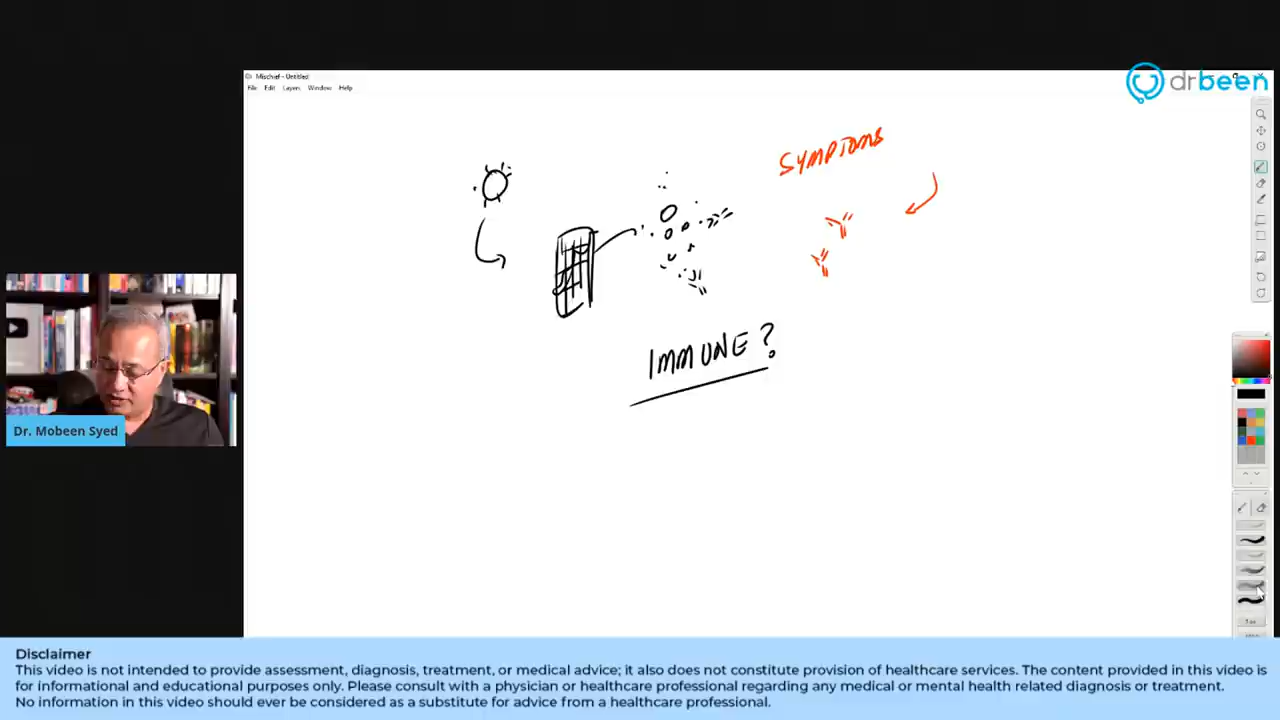 drbeen
Mischief - Untitled
File Edit Layers Window Help
SYMPTOMS
IMMUNE?
Dr. Mobeen Syed
Disclaimer
This video is not intended to provide assessment, diagnosis, treatment, or medical advice; it also does not constitute provision of healthcare services. The content provided in this video is
for informational and educational purposes only. Please consult with a physician or healthcare professional regarding any medical or mental health related diagnosis or treatment.
No information in this video should ever be considered as a substitute for advice from a healthcare professional.